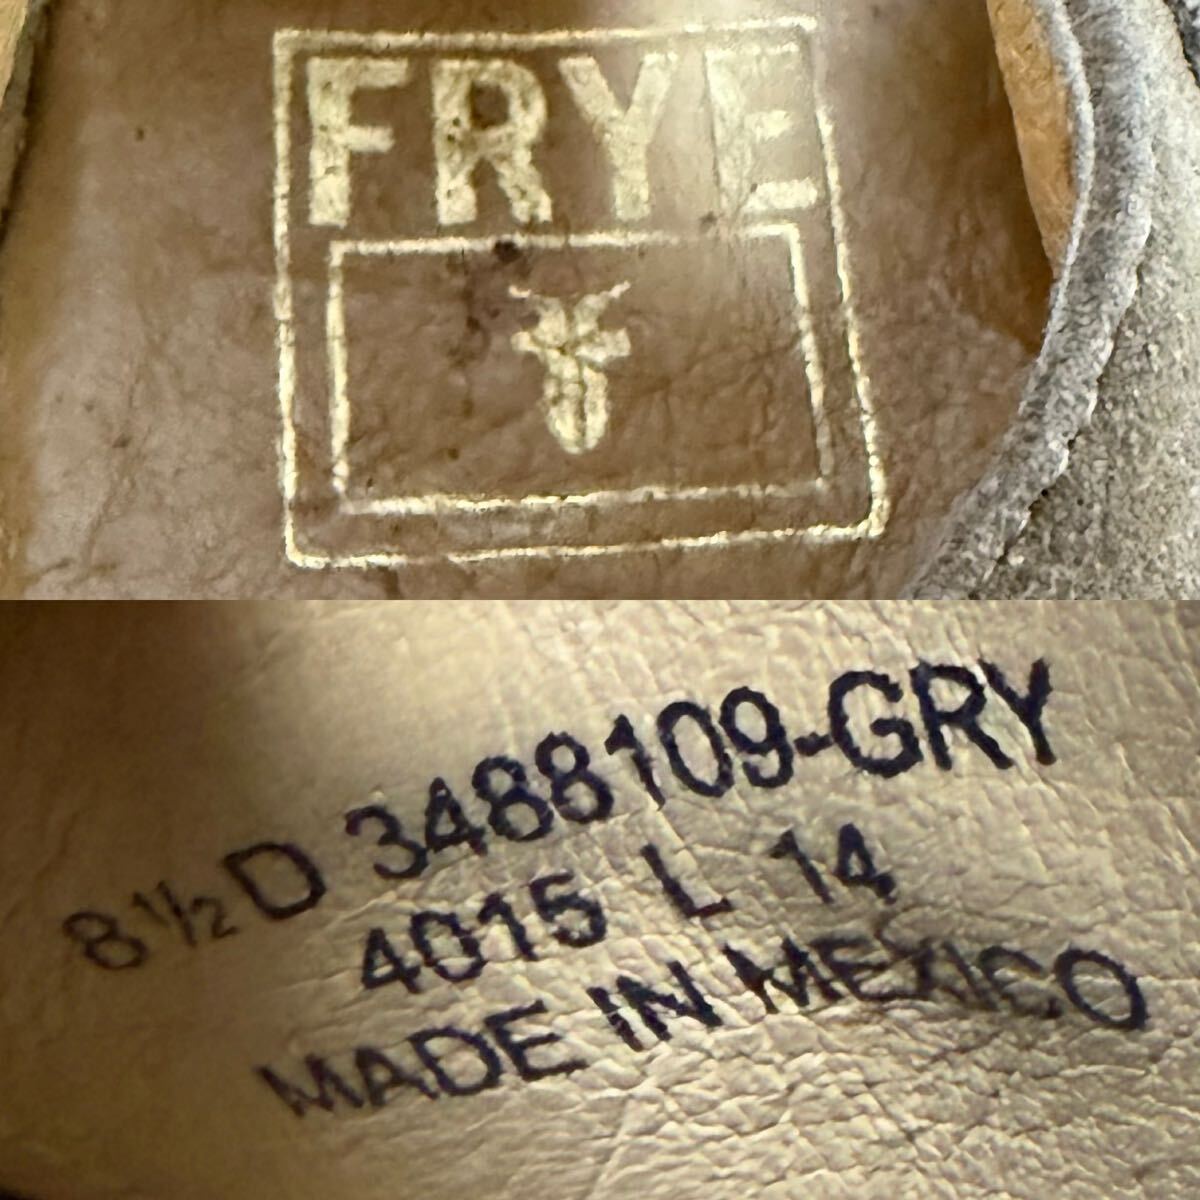 FRYE
8½D 3488109-GRY
4015 L 14
MADE IN MEXICO